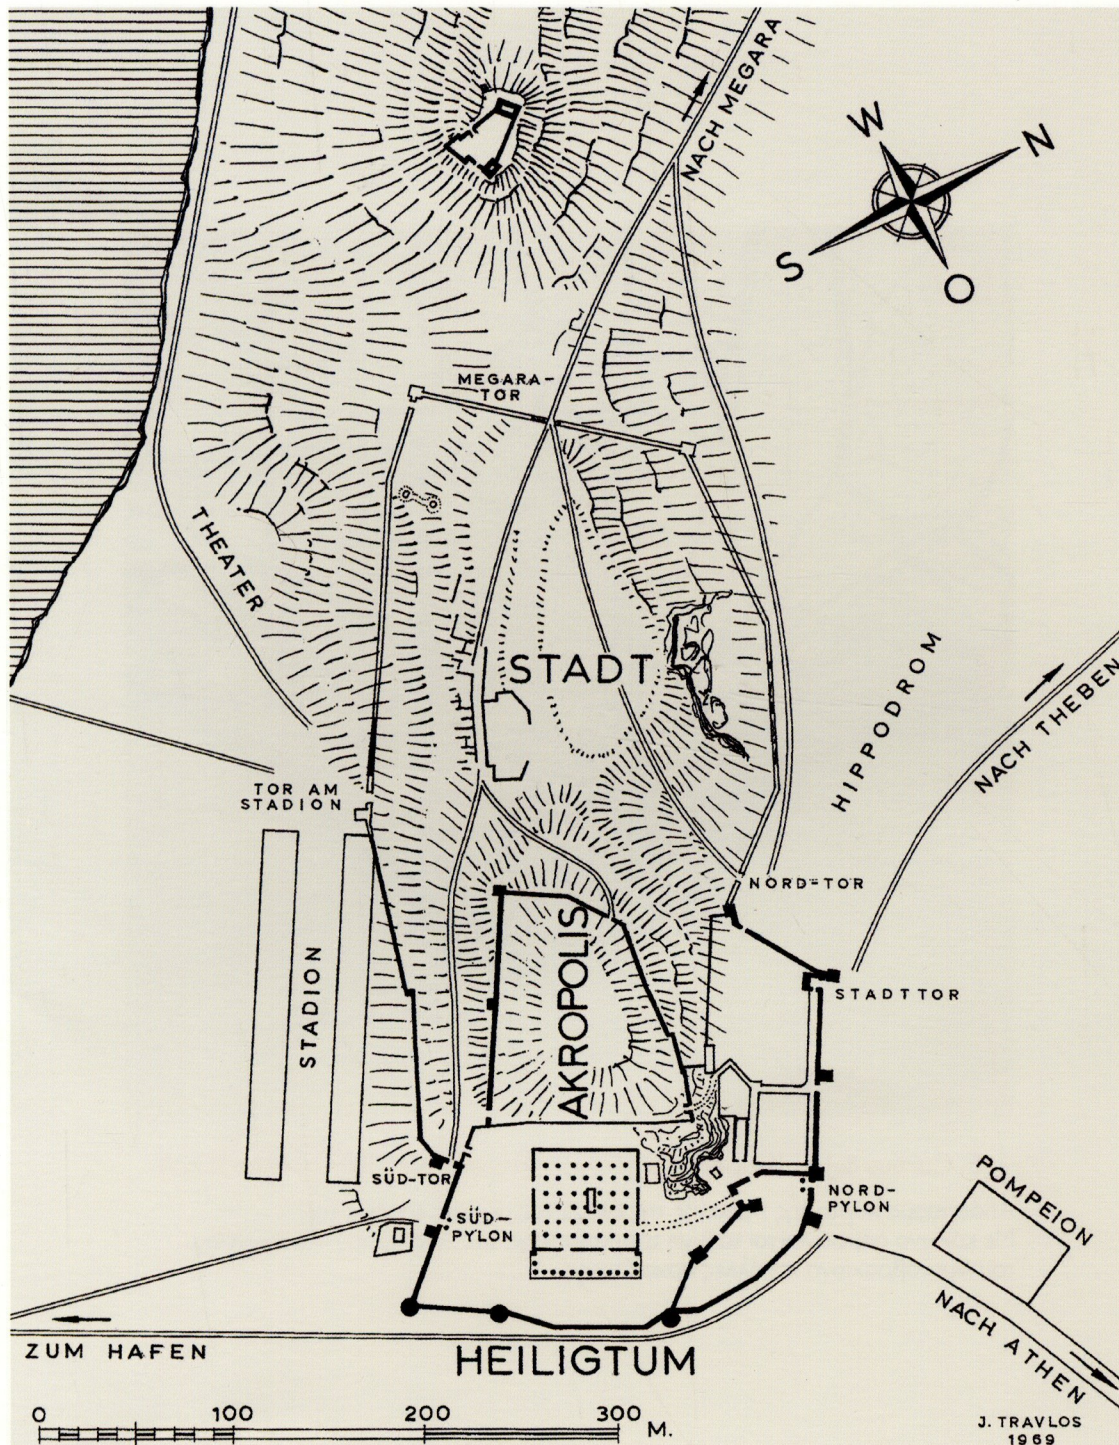 NACH MEGARA
W
N
S
O
MEGARA-
TOR
THEATER
STADT
HIPPODROM
NACH THEBEN
TOR AM
STADION
NORD-TOR
AKROPOLIS
STADION
STADTTOR
SÜD-TOR
SÜD-
PYLON
NORD-
PYLON
POMPEION
NACH ATHEN
ZUM HAFEN
HEILIGTUM
0 100 200 300 M.
J. TRAVLOS
1969